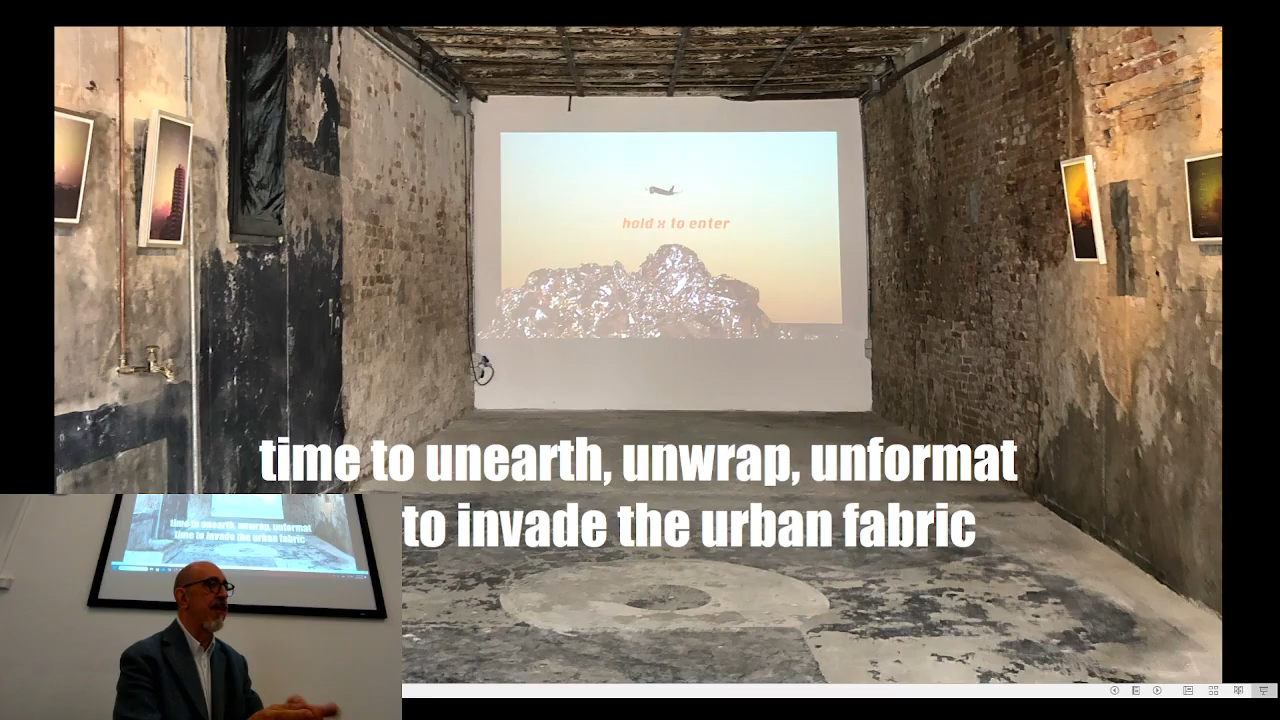 hold x to enter
time to unearth, unwrap, unformat
to invade the urban fabric
time to unearth, unwrap, unformat
time to invade the urban fabric